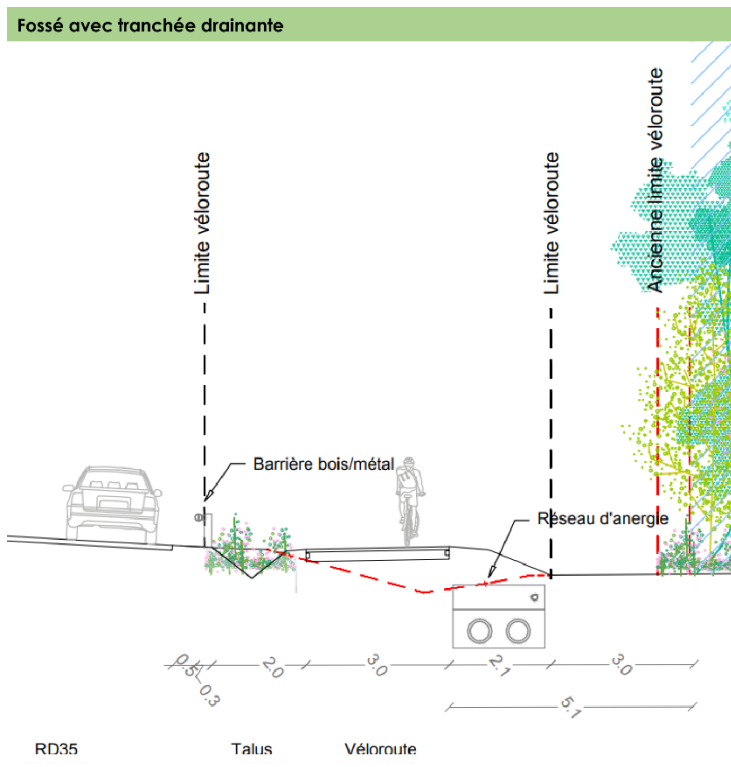 Fossé avec tranchée drainante
Limite véloroute
Limite véloroute
Ancienne limite véloroute
Barrière bois/métal
Réseau d'anergie
0.5
0.3
2.0
3.0
2.1
3.0
5.1
RD35
Talus
Véloroute